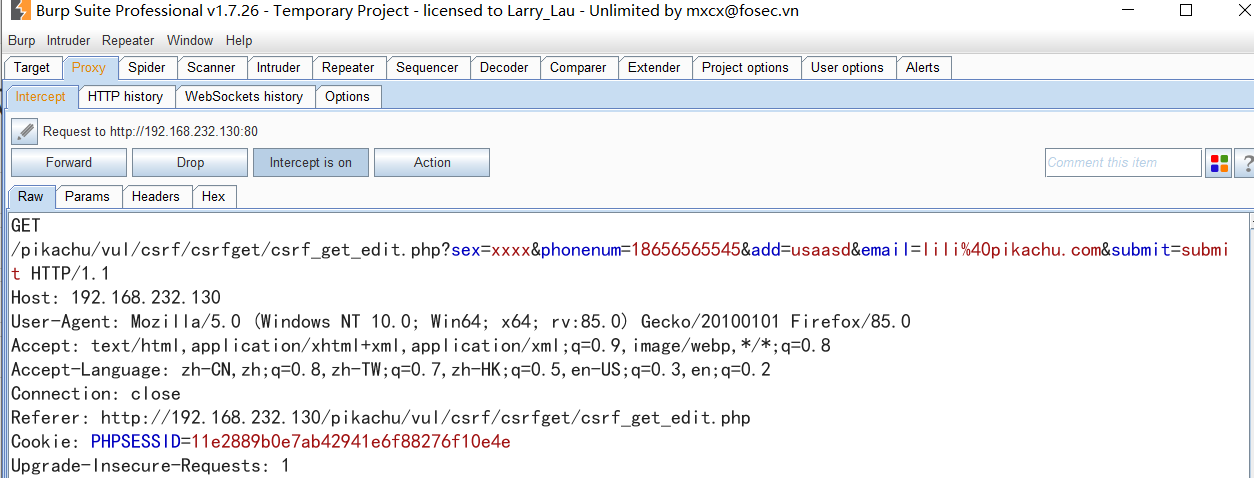 Burp Suite Professional v1.7.26 - Temporary Project - licensed to Larry_Lau - Unlimited by mxcx@fosec.vn
Burp Intruder Repeater Window Help
Target Proxy Spider Scanner Intruder Repeater Sequencer Decoder Comparer Extender Project options User options Alerts
Intercept HTTP history WebSockets history Options
Request to http://192.168.232.130:80
Forward Drop Intercept is on Action Comment this item ?
Raw Params Headers Hex
GET
/pikachu/vul/csrf/csrfget/csrf_get_edit.php?sex=xxxx&phonenum=18656565545&add=usaasd&email=lili%40pikachu.com&submit=submi
t HTTP/1.1
Host: 192.168.232.130
User-Agent: Mozilla/5.0 (Windows NT 10.0; Win64; x64; rv:85.0) Gecko/20100101 Firefox/85.0
Accept: text/html,application/xhtml+xml,application/xml;q=0.9,image/webp,*/*;q=0.8
Accept-Language: zh-CN,zh;q=0.8,zh-TW;q=0.7,zh-HK;q=0.5,en-US;q=0.3,en;q=0.2
Connection: close
Referer: http://192.168.232.130/pikachu/vul/csrf/csrfget/csrf_get_edit.php
Cookie: PHPSESSID=11e2889b0e7ab42941e6f88276f10e4e
Upgrade-Insecure-Requests: 1